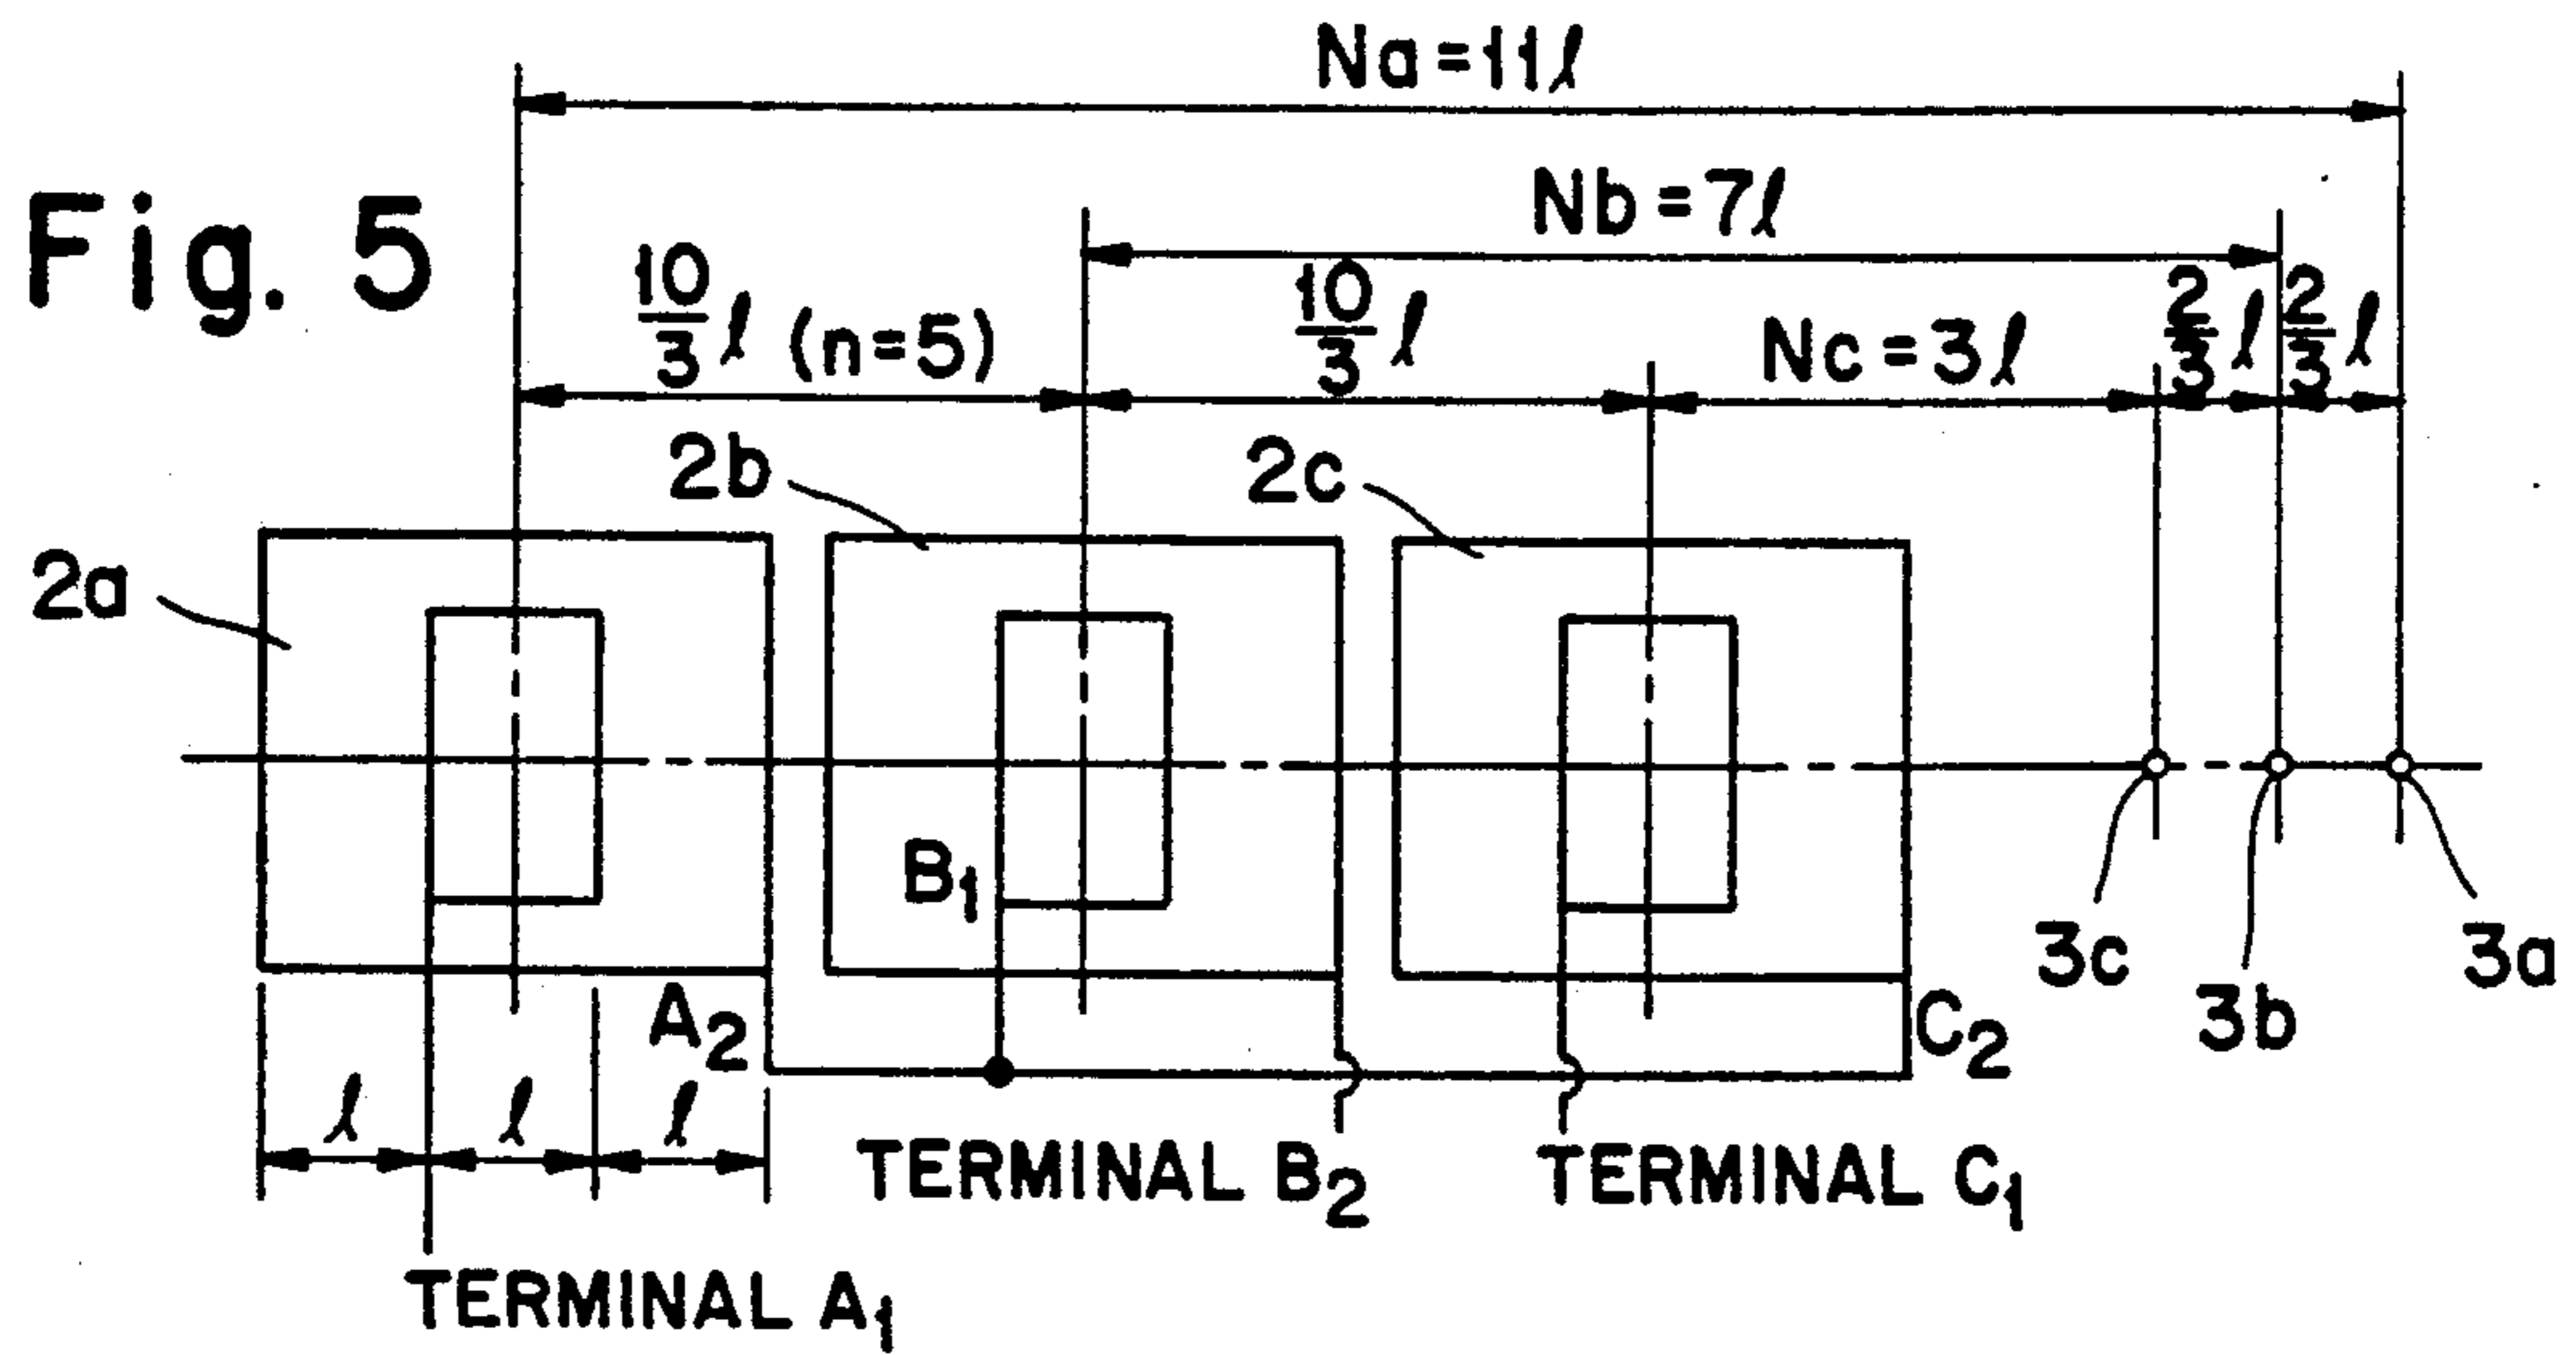 Fig. 5
Na=11ℓ
Nb=7ℓ
10/3 ℓ (n=5)
10/3 ℓ
Nc=3ℓ
2/3 ℓ
2/3 ℓ
2a
2b
2c
B1
A2
C2
3c
3b
3a
ℓ
ℓ
ℓ
TERMINAL B2
TERMINAL C1
TERMINAL A1